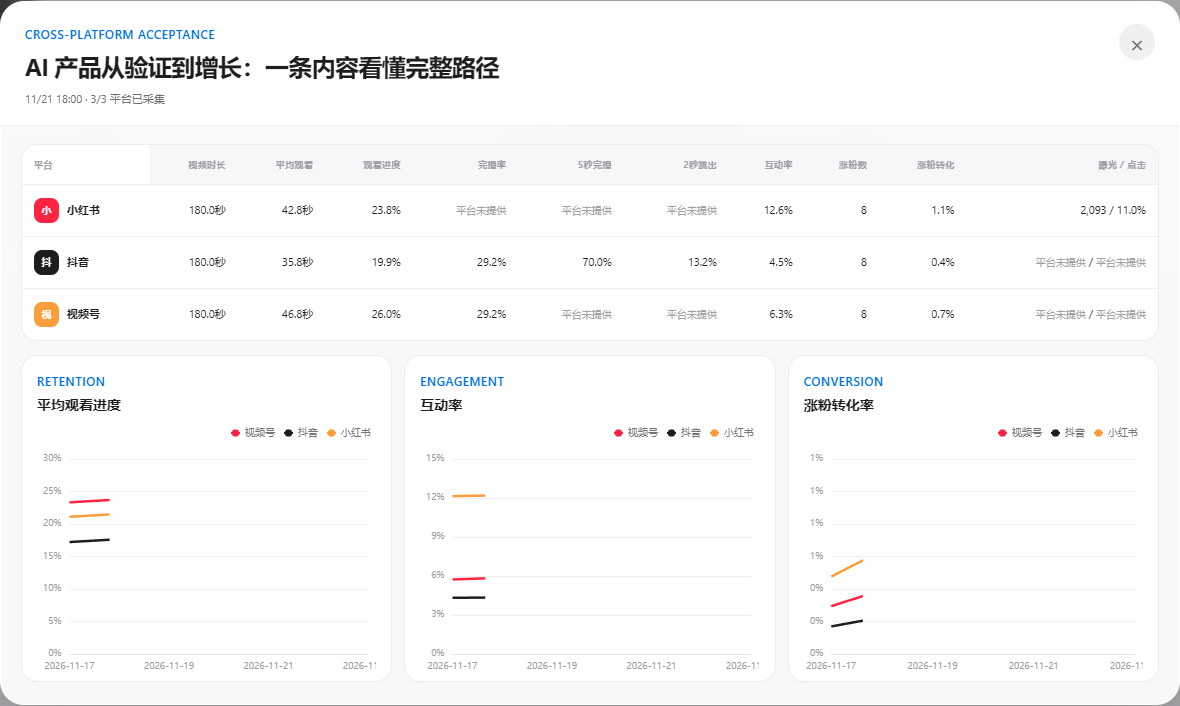 CROSS-PLATFORM ACCEPTANCE
AI 产品从验证到增长：一条内容看懂完整路径
11/21 18:00 · 3/3 平台已采集
×
平台 视频时长 平均观看 观看进度 完播率 5秒完播 2秒跳出 互动率 涨粉数 涨粉转化 曝光 / 点击
小 小红书 180.0秒 42.8秒 23.8% 平台未提供 平台未提供 平台未提供 12.6% 8 1.1% 2,093 / 11.0%
抖 抖音 180.0秒 35.8秒 19.9% 29.2% 70.0% 13.2% 4.5% 8 0.4% 平台未提供 / 平台未提供
视 视频号 180.0秒 46.8秒 26.0% 29.2% 平台未提供 平台未提供 6.3% 8 0.7% 平台未提供 / 平台未提供
RETENTION
平均观看进度
视频号 抖音 小红书
30%
25%
20%
15%
10%
5%
0%
2026-11-17 2026-11-19 2026-11-21 2026-11
ENGAGEMENT
互动率
视频号 抖音 小红书
15%
12%
9%
6%
3%
0%
2026-11-17 2026-11-19 2026-11-21 2026-11
CONVERSION
涨粉转化率
视频号 抖音 小红书
1%
1%
1%
1%
0%
0%
0%
2026-11-17 2026-11-19 2026-11-21 2026-11